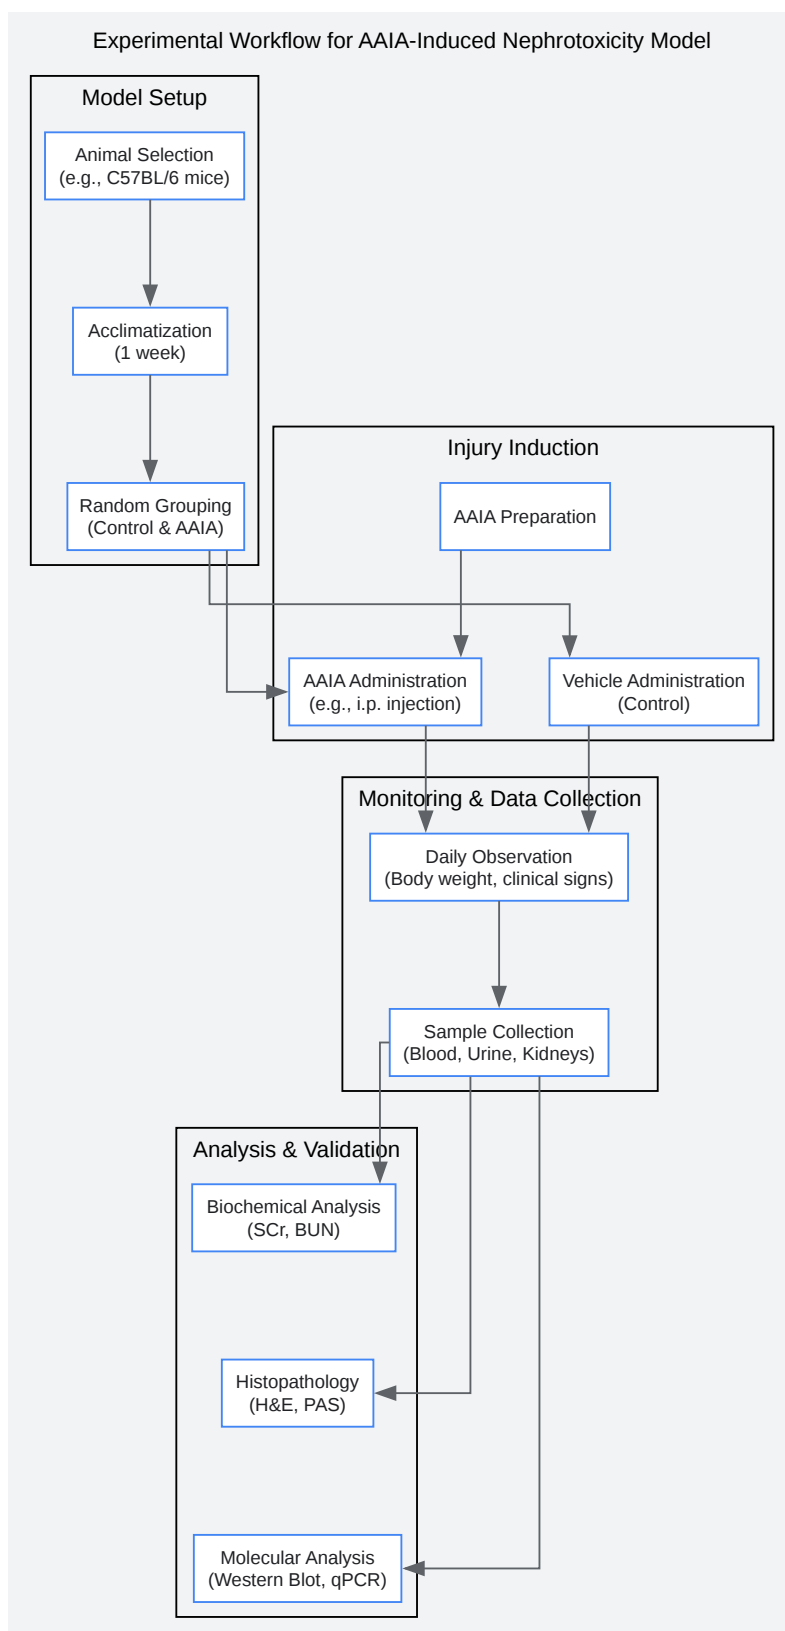 Experimental Workflow for AAIA-Induced Nephrotoxicity Model
Model Setup
Animal Selection
(e.g., C57BL/6 mice)
Acclimatization
(1 week)
Random Grouping
(Control & AAIA)
Injury Induction
AAIA Preparation
AAIA Administration
(e.g., i.p. injection)
Vehicle Administration
(Control)
Monitoring & Data Collection
Daily Observation
(Body weight, clinical signs)
Sample Collection
(Blood, Urine, Kidneys)
Analysis & Validation
Biochemical Analysis
(SCr, BUN)
Histopathology
(H&E, PAS)
Molecular Analysis
(Western Blot, qPCR)